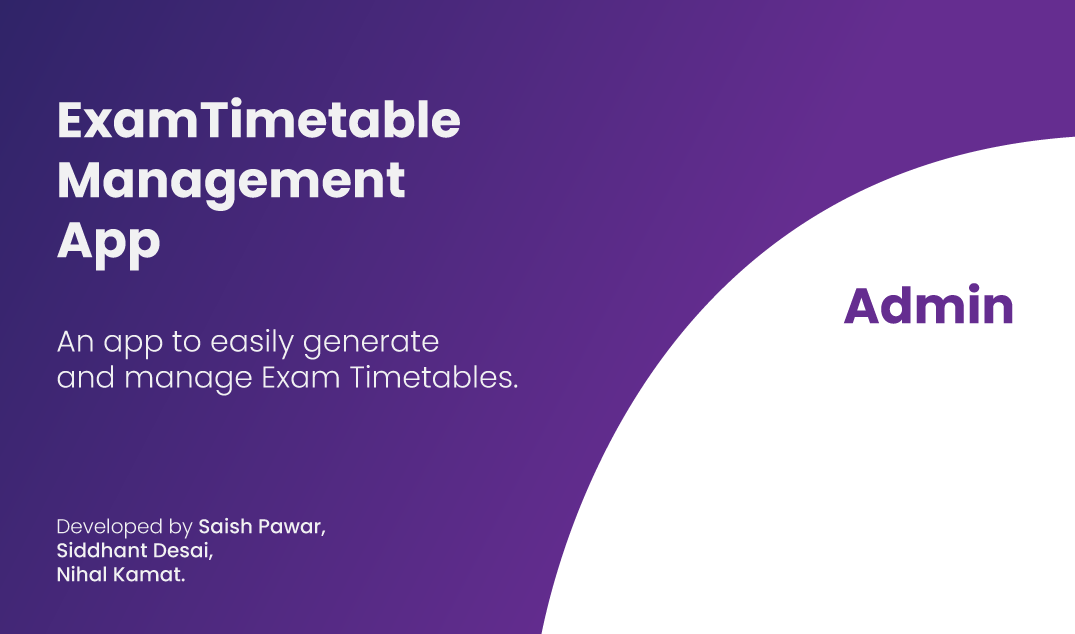 ExamTimetable
Management
App
An app to easily generate
and manage Exam Timetables.
Developed by Saish Pawar,
Siddhant Desai,
Nihal Kamat.
Admin